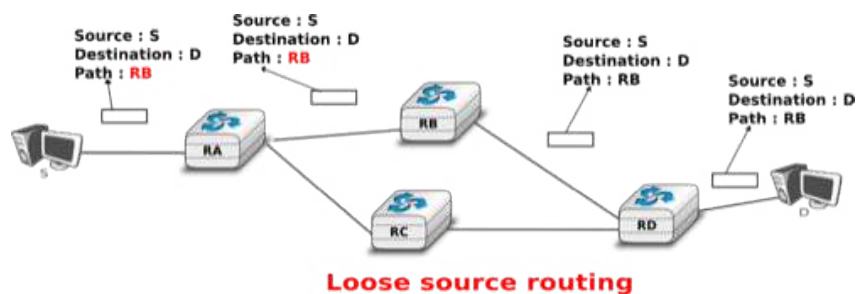 Source : S
Destination : D
Path : RB
Source : S
Destination : D
Path : RB
Source : S
Destination : D
Path : RB
Source : S
Destination : D
Path : RB
S
RA
RB
RC
RD
D
Loose source routing